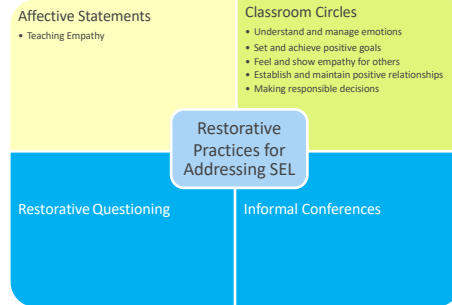 Affective Statements
• Teaching Empathy
Classroom Circles
• Understand and manage emotions
• Set and achieve positive goals
• Feel and show empathy for others
• Establish and maintain positive relationships
• Making responsible decisions
Restorative
Practices for
Addressing SEL
Restorative Questioning
Informal Conferences